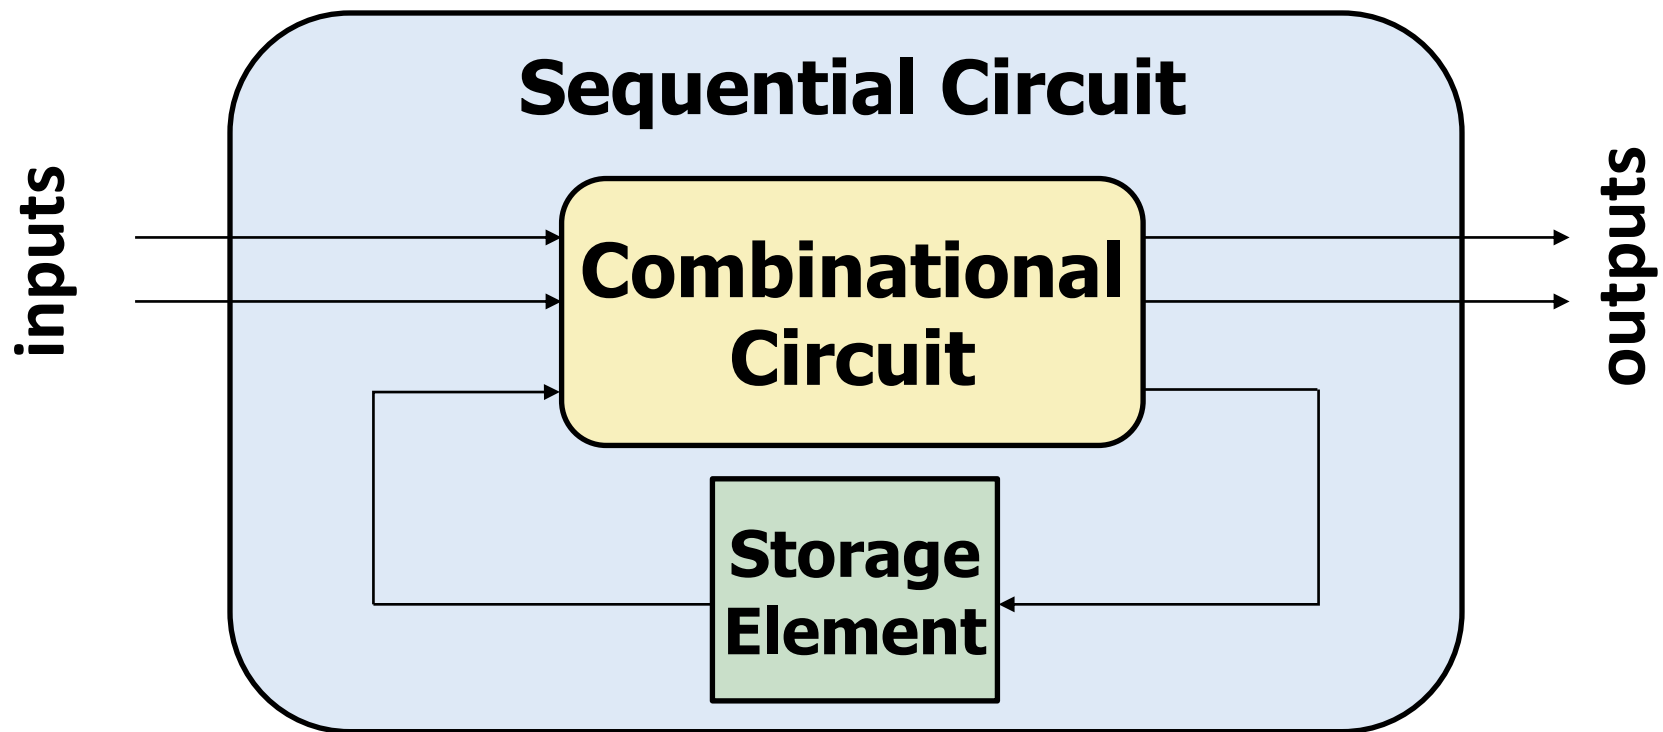 Sequential Circuit
inputs
Combinational
Circuit
outputs
Storage
Element